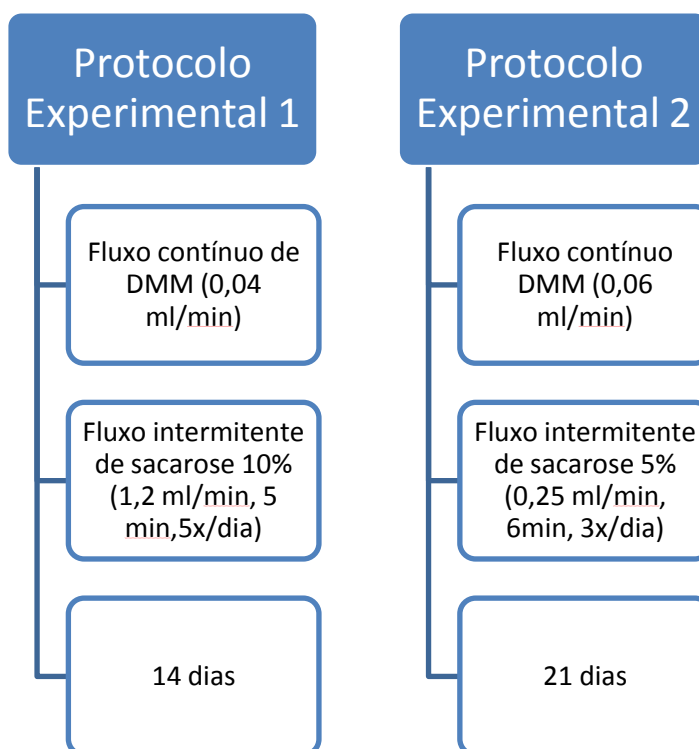 Protocolo
Experimental 1
Fluxo contínuo de
DMM (0,04
ml/min)
Fluxo intermitente
de sacarose 10%
(1,2 ml/min, 5
min,5x/dia)
14 dias
Protocolo
Experimental 2
Fluxo contínuo
DMM (0,06
ml/min)
Fluxo intermitente
de sacarose 5%
(0,25 ml/min,
6min, 3x/dia)
21 dias